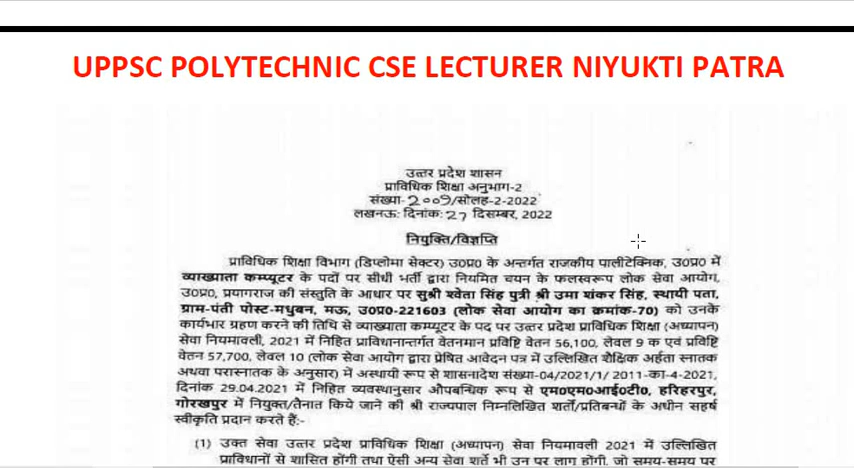 UPPSC POLYTECHNIC CSE LECTURER NIYUKTI PATRA
उत्तर प्रदेश शासन
प्राविधिक शिक्षा अनुभाग-2
संख्या-2009/सोलह-2-2022
लखनऊः दिनांकः 27 दिसम्बर, 2022
नियुक्ति/विज्ञप्ति
प्राविधिक शिक्षा विभाग (डिप्लोमा सेक्टर) उ0प्र0 के अन्तर्गत राजकीय पालीटेक्निक, उ0प्र0 में
व्याख्याता कम्प्यूटर के पदों पर सीधी भर्ती द्वारा नियमित चयन के फलस्वरूप लोक सेवा आयोग,
उ0प्र0, प्रयागराज की संस्तुति के आधार पर सुश्री श्वेता सिंह पुत्री श्री उमा शंकर सिंह, स्थायी पता,
ग्राम-पंती पोस्ट-मधुबन, मऊ, उ0प्र0-221603 (लोक सेवा आयोग का क्रमांक-70) को उनके
कार्यभार ग्रहण करने की तिथि से व्याख्याता कम्प्यूटर के पद पर उत्तर प्रदेश प्राविधिक शिक्षा (अध्यापन)
सेवा नियमावली, 2021 में निहित प्राविधानान्तर्गत वेतनमान प्रविष्टि वेतन 56,100, लेवल 9 क एवं प्रविष्टि
वेतन 57,700, लेवल 10 (लोक सेवा आयोग द्वारा प्रेषित आवेदन पत्र में उल्लिखित शैक्षिक अर्हता स्नातक
अथवा परास्नातक के अनुसार) में अस्थायी रूप से शासनादेश संख्या-04/2021/1/2011-का-4-2021,
दिनांक 29.04.2021 में निहित व्यवस्थानुसार औपबन्धिक रूप से एम0एम0आई0टी0, हरिहरपुर,
गोरखपुर में नियुक्त/तैनात किये जाने की श्री राज्यपाल निम्नलिखित शर्तो/प्रतिबन्धों के अधीन सहर्ष
स्वीकृति प्रदान करते हैं:-
(1) उक्त सेवा उत्तर प्रदेश प्राविधिक शिक्षा (अध्यापन) सेवा नियमावली 2021 में उल्लिखित
प्राविधानों से शासित होंगी तथा ऐसी अन्य सेवा शर्ते भी उन पर लागू होंगी, जो समय-समय पर